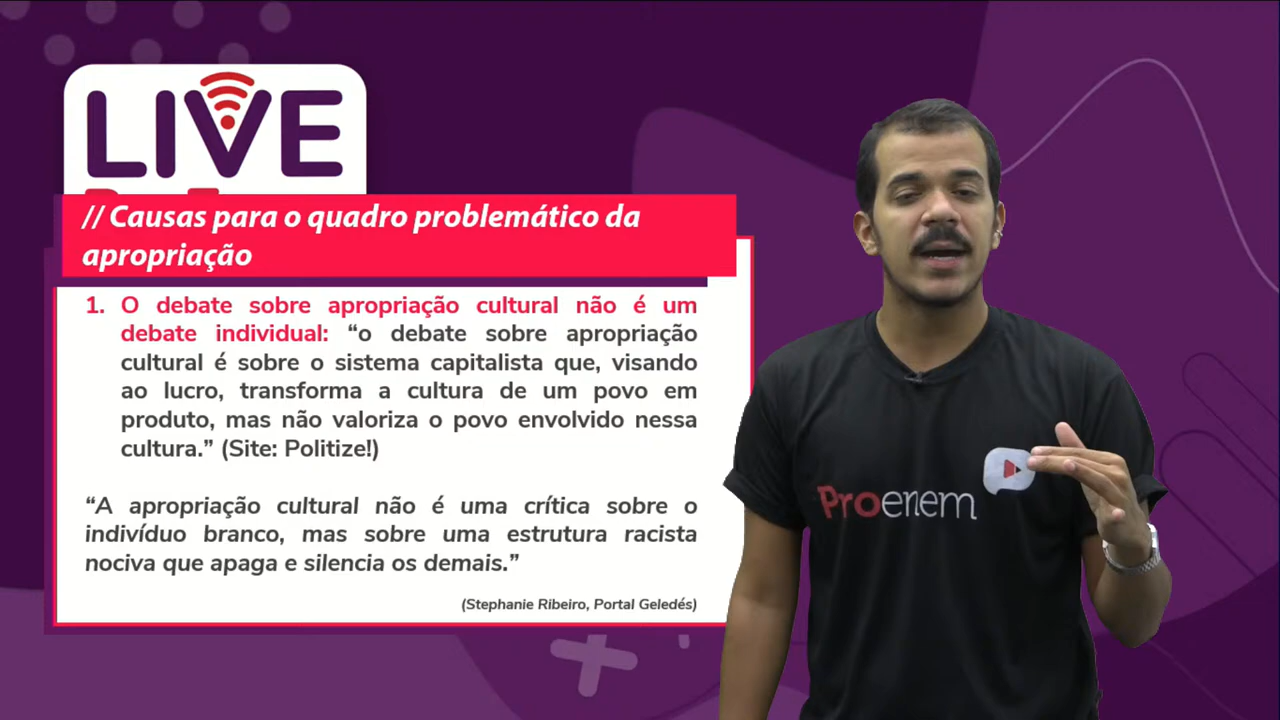 LIVE
// Causas para o quadro problemático da
apropriação
1. O debate sobre apropriação cultural não é um
debate individual: “o debate sobre apropriação
cultural é sobre o sistema capitalista que, visando
ao lucro, transforma a cultura de um povo em
produto, mas não valoriza o povo envolvido nessa
cultura.” (Site: Politize!)
“A apropriação cultural não é uma crítica sobre o
indivíduo branco, mas sobre uma estrutura racista
nociva que apaga e silencia os demais.”
(Stephanie Ribeiro, Portal Geledés)
Proenem